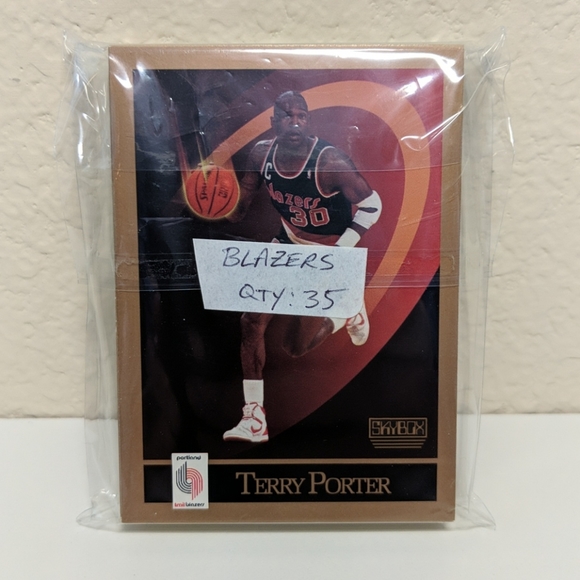 Blazers
30
BLAZERS
QTY: 35
SKYBOX
portland
trail blazers
TERRY PORTER